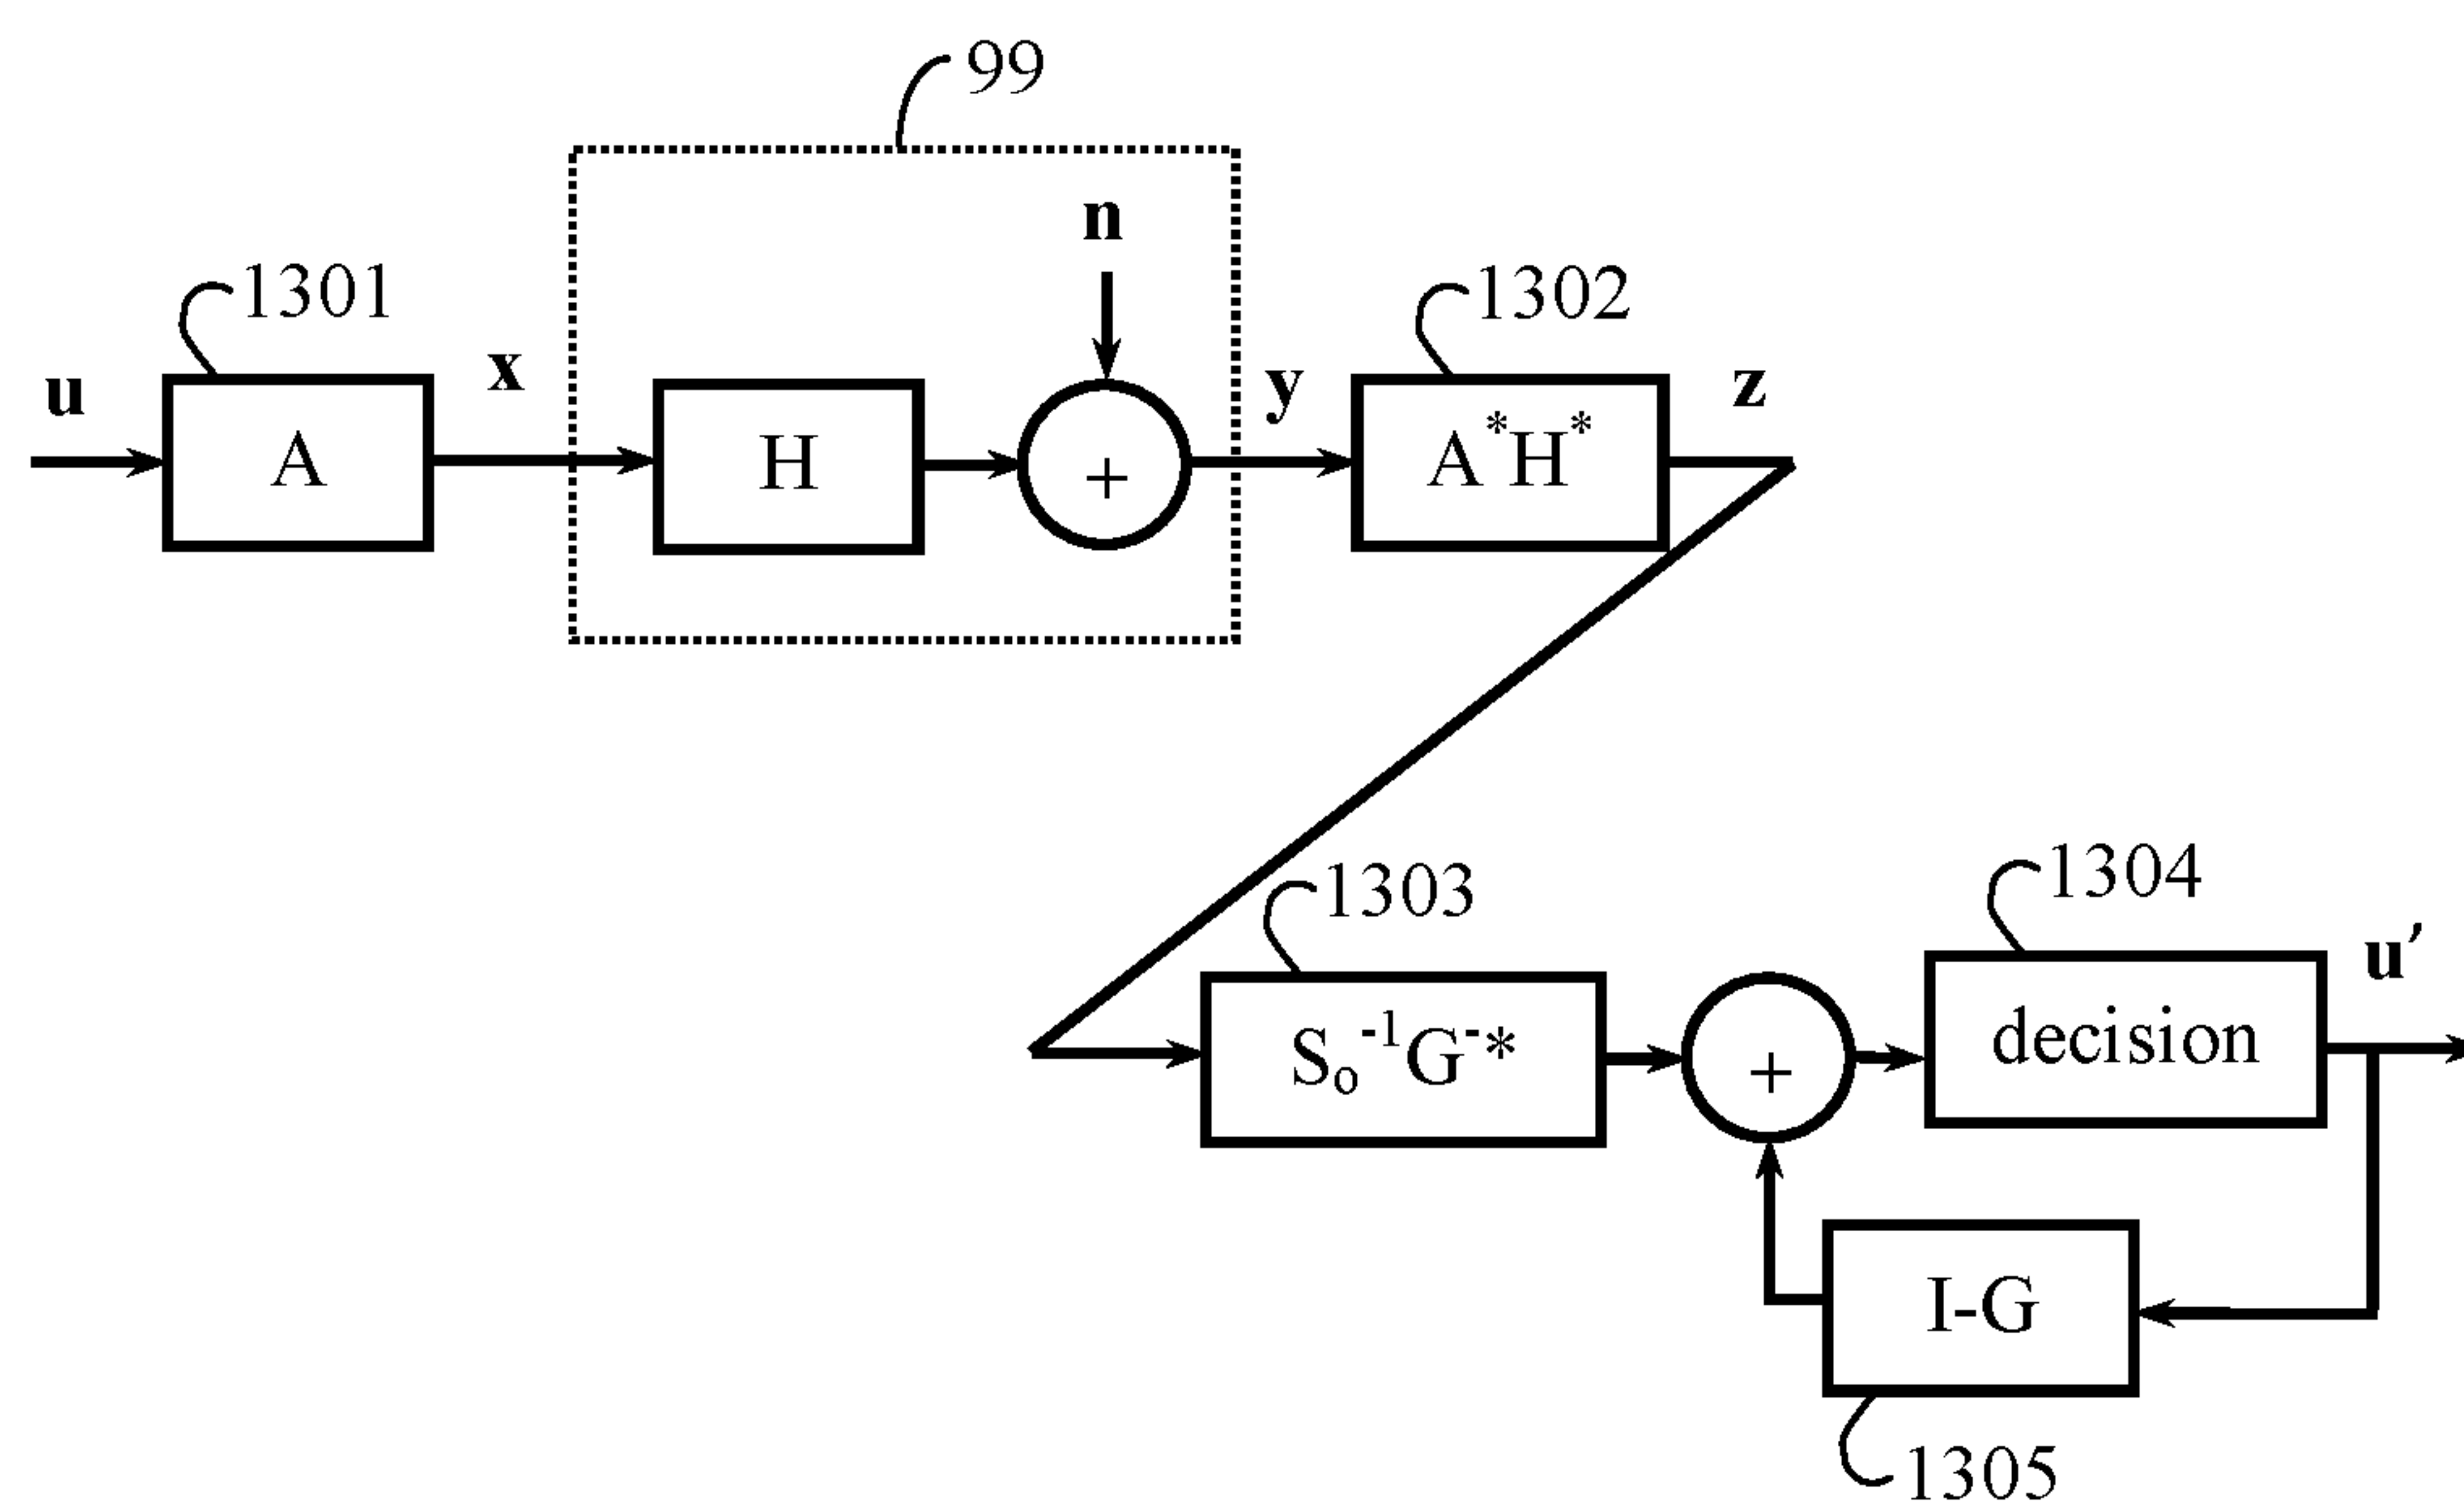 99
n
1301
1302
u
x
y
z
A
H
+
A*H*
1303
1304
u'
S₀⁻¹G⁻*
+
decision
I-G
1305